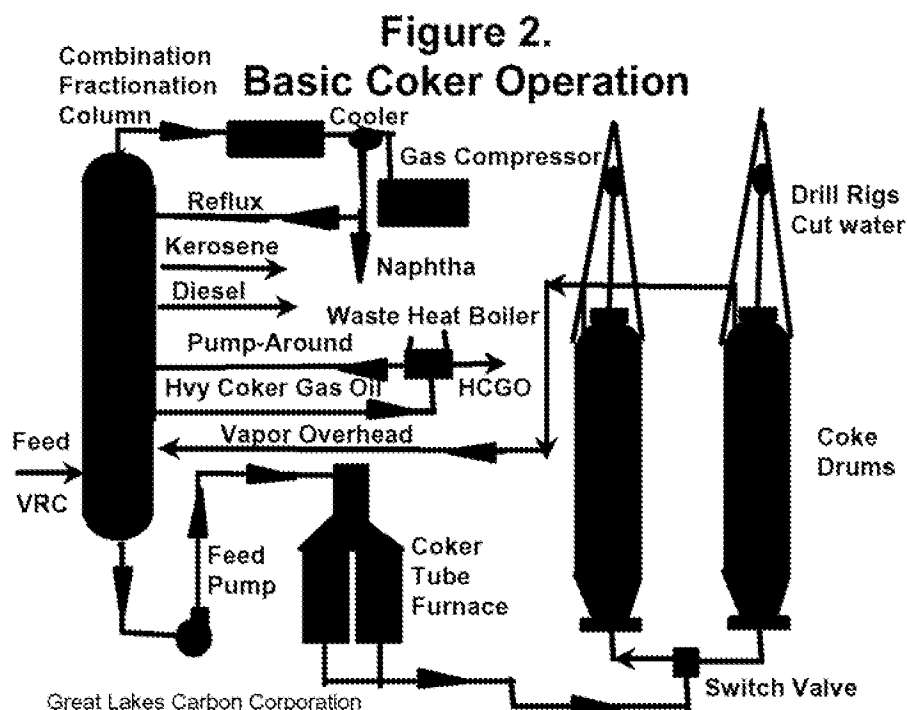 Figure 2.
Basic Coker Operation
Combination
Fractionation
Column
Cooler
Gas Compressor
Drill Rigs
Cut water
Reflux
Kerosene
Naphtha
Diesel
Waste Heat Boiler
Pump-Around
HCGO
Hvy Coker Gas Oil
Vapor Overhead
Feed
VRC
Coke
Drums
Feed
Pump
Coker
Tube
Furnace
Switch Valve
Great Lakes Carbon Corporation